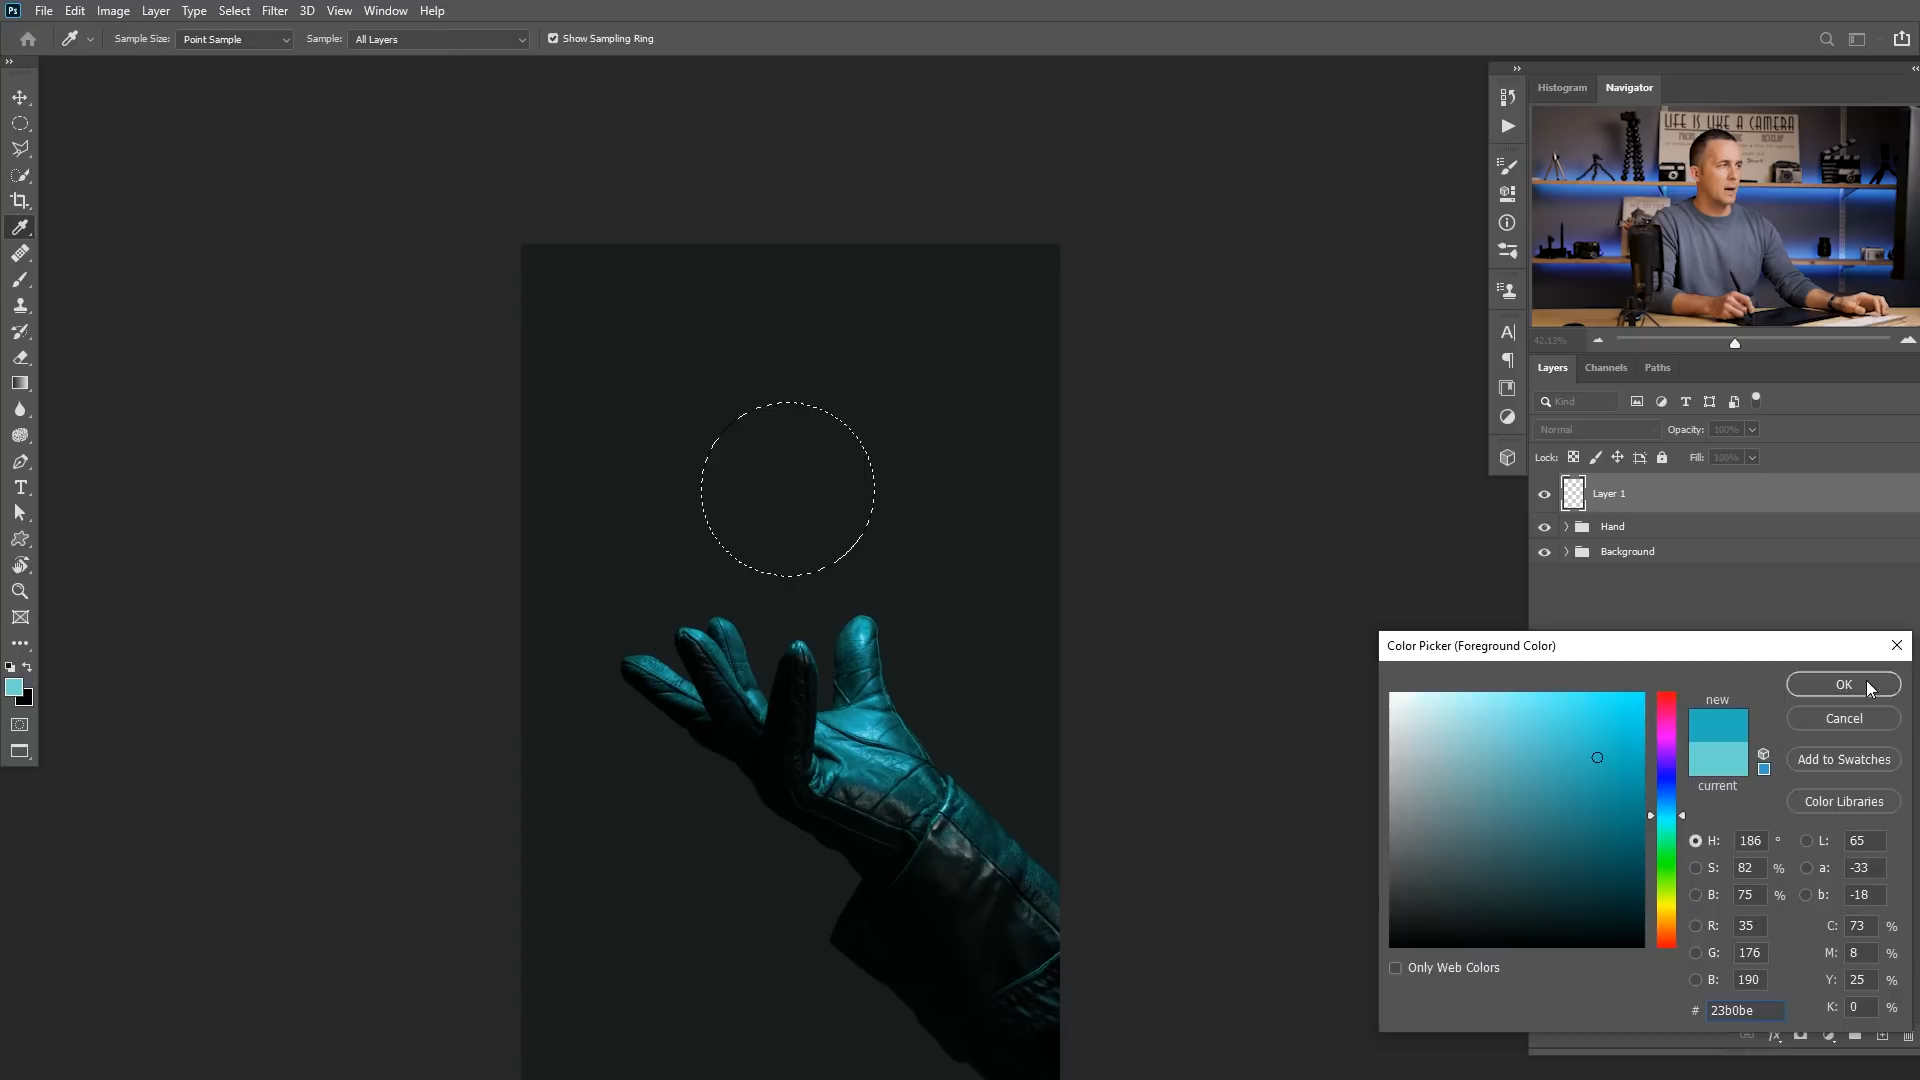 Ps File Edit Image Layer Type Select Filter 3D View Window Help
Sample Size: Point Sample Sample: All Layers Show Sampling Ring
Histogram Navigator
LIFE IS LIKE A CAMERA
42.13%
Layers Channels Paths
Kind
Normal Opacity: 100%
Lock: Fill: 100%
Layer 1
Hand
Background
Color Picker (Foreground Color)
OK
new
Cancel
Add to Swatches
current
Color Libraries
H: 186 ° L: 65
S: 82 % a: -33
B: 75 % b: -18
R: 35 C: 73 %
G: 176 M: 8 %
Only Web Colors
B: 190 Y: 25 %
# 23b0be K: 0 %